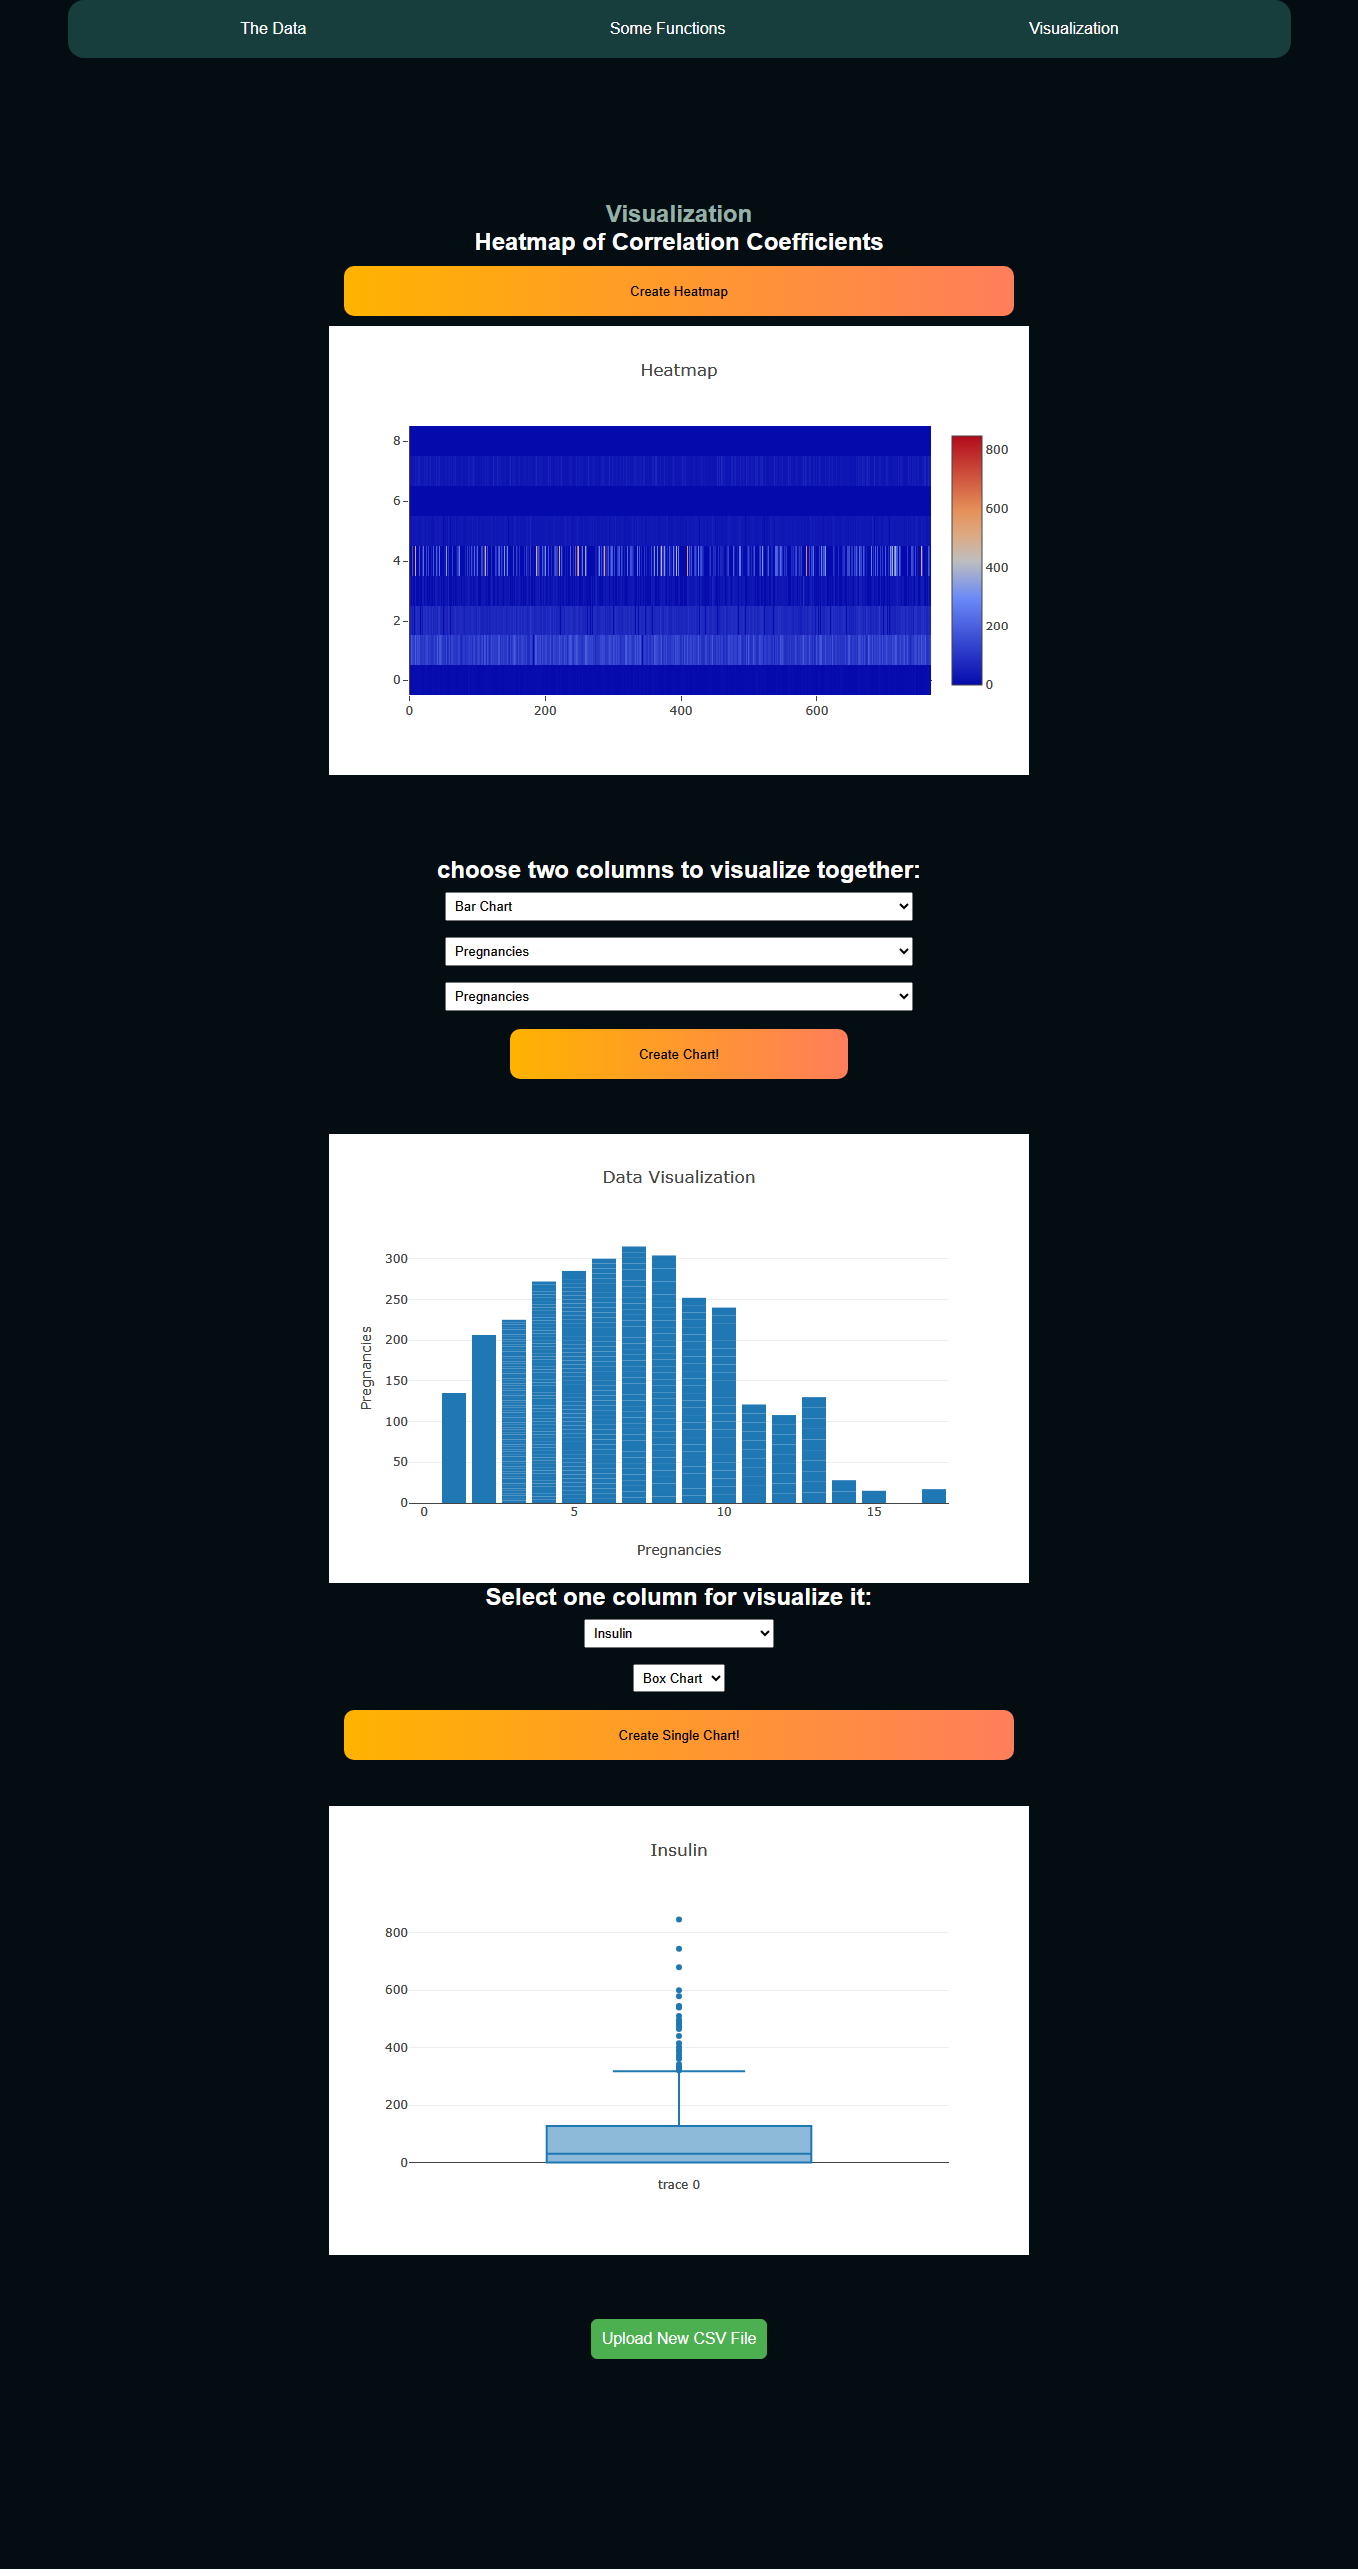 The Data Some Functions Visualization
Visualization
Heatmap of Correlation Coefficients
Create Heatmap
Heatmap
8
6
4
2
0
0 200 400 600
800
600
400
200
0
choose two columns to visualize together:
Bar Chart
Pregnancies
Pregnancies
Create Chart!
Data Visualization
300
250
200
150
100
50
0
Pregnancies
0 5 10 15
Pregnancies
Select one column for visualize it:
Insulin
Box Chart
Create Single Chart!
Insulin
800
600
400
200
0
trace 0
Upload New CSV File